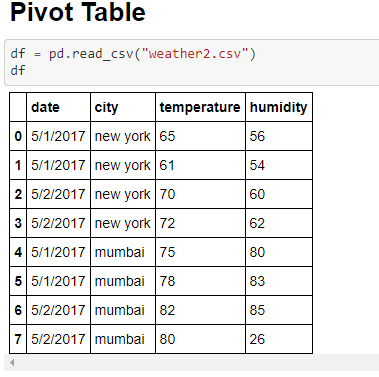 Pivot Table
df = pd.read_csv("weather2.csv")
df
date city temperature humidity
0 5/1/2017 new york 65 56
1 5/1/2017 new york 61 54
2 5/2/2017 new york 70 60
3 5/2/2017 new york 72 62
4 5/1/2017 mumbai 75 80
5 5/1/2017 mumbai 78 83
6 5/2/2017 mumbai 82 85
7 5/2/2017 mumbai 80 26